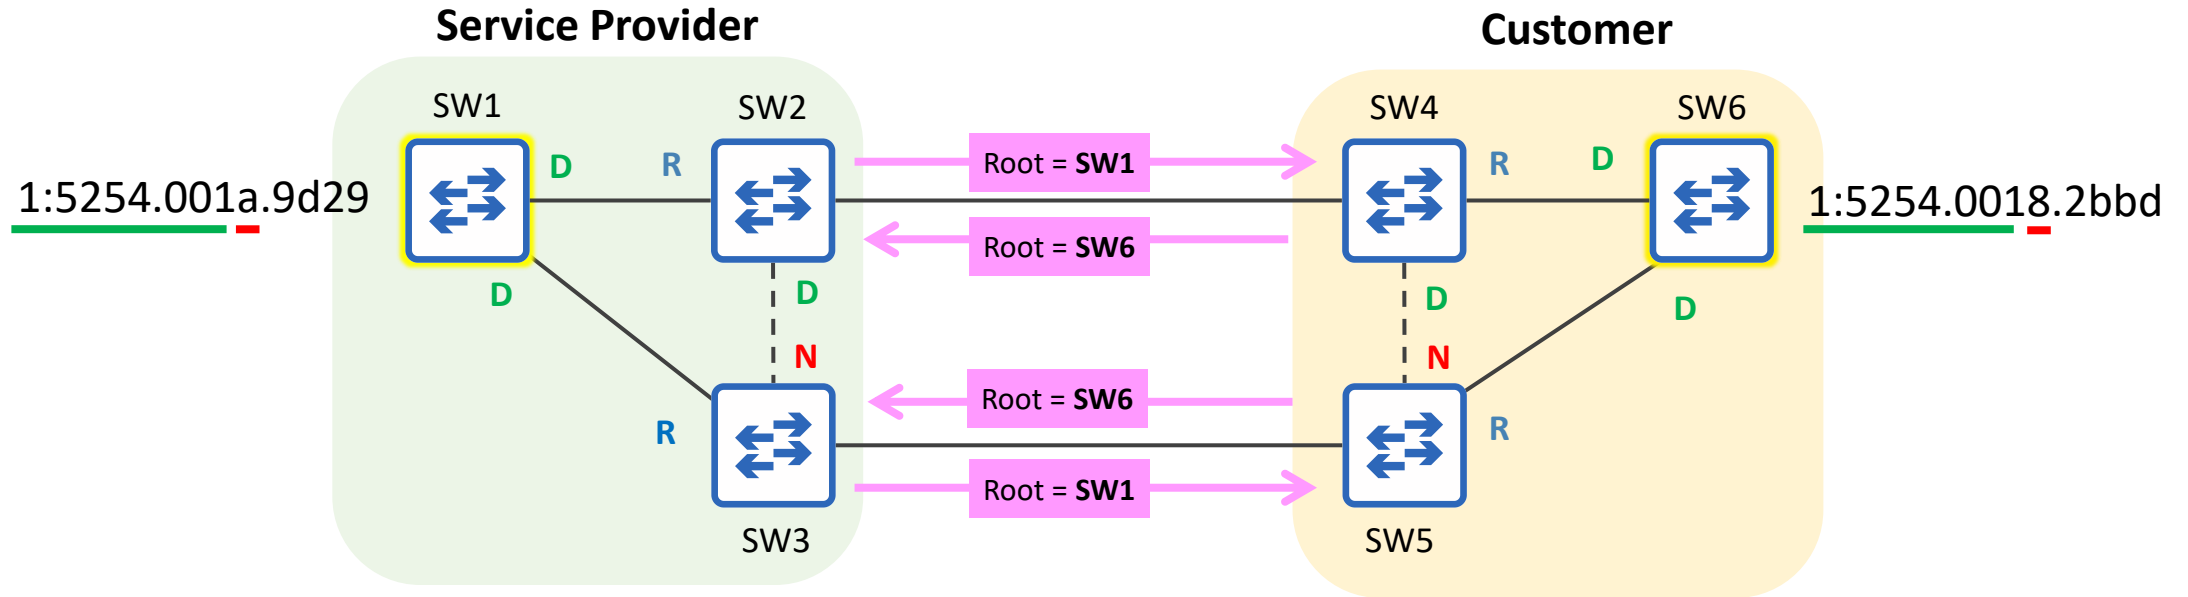 Service Provider
Customer
SW1
SW2
SW4
SW6
D
R
Root = SW1
R
D
1:5254.001a.9d29
1:5254.0018.2bbd
Root = SW6
D
D
D
D
N
N
Root = SW6
R
R
Root = SW1
SW3
SW5